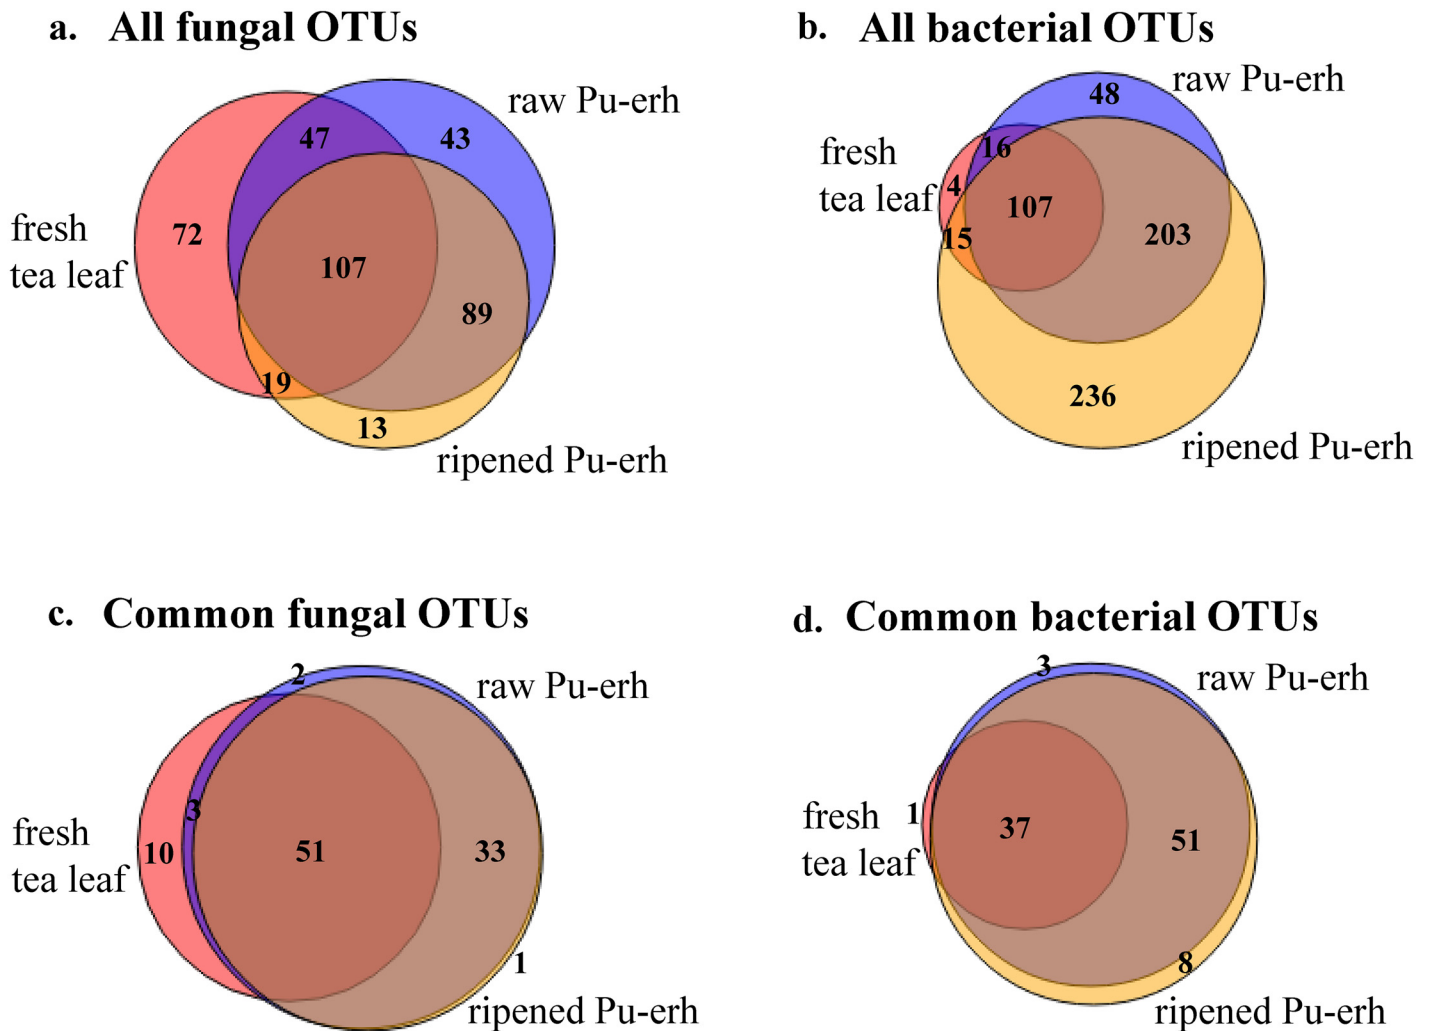 a. All fungal OTUs
raw Pu-erh
47
43
fresh
tea leaf
72
107
89
19
13
ripened Pu-erh
b. All bacterial OTUs
raw Pu-erh
48
fresh
tea leaf
16
4
107
15
203
236
ripened Pu-erh
c. Common fungal OTUs
2
raw Pu-erh
3
fresh
tea leaf
10
51
33
1
ripened Pu-erh
d. Common bacterial OTUs
3
raw Pu-erh
fresh
tea leaf
1
37
51
8
ripened Pu-erh